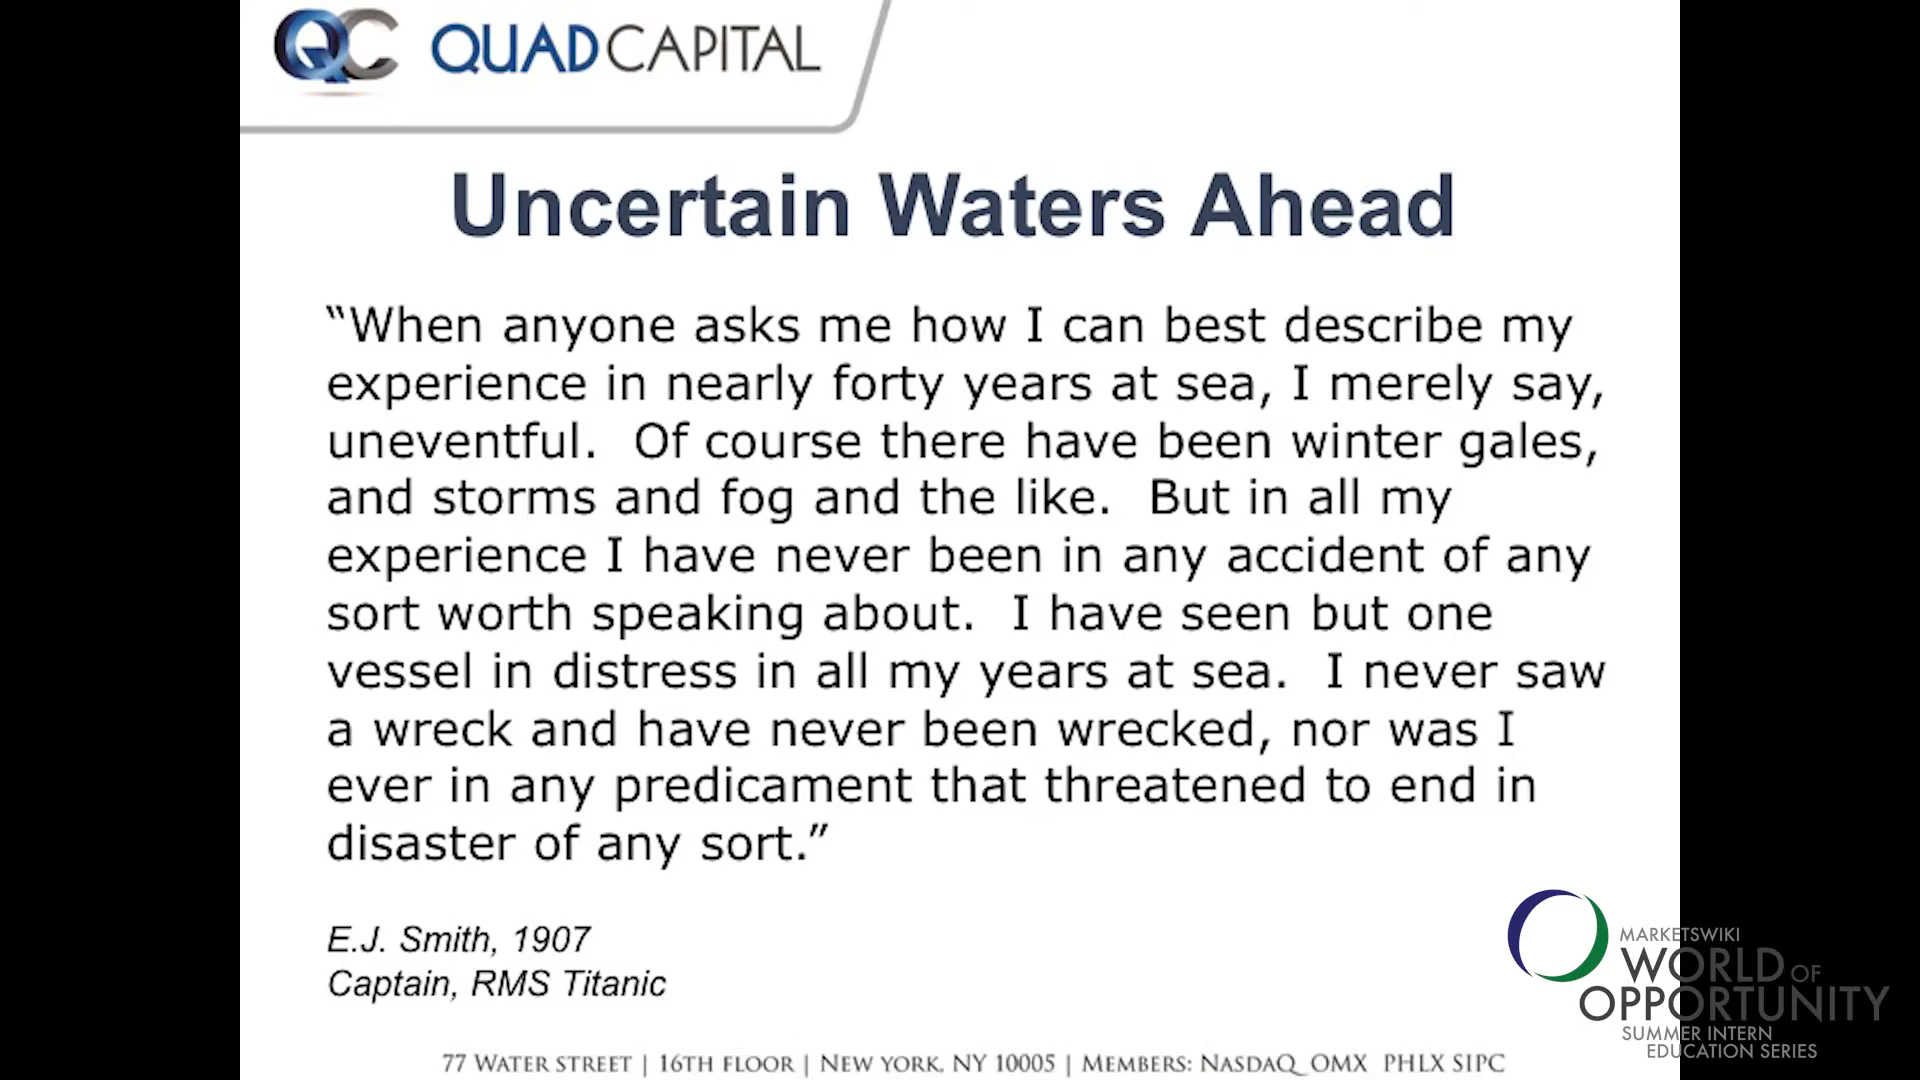 QC QUAD CAPITAL
Uncertain Waters Ahead
“When anyone asks me how I can best describe my
experience in nearly forty years at sea, I merely say,
uneventful.  Of course there have been winter gales,
and storms and fog and the like.  But in all my
experience I have never been in any accident of any
sort worth speaking about.  I have seen but one
vessel in distress in all my years at sea.  I never saw
a wreck and have never been wrecked, nor was I
ever in any predicament that threatened to end in
disaster of any sort.”
E.J. Smith, 1907
Captain, RMS Titanic
MARKETSWIKI
WORLD OF
OPPORTUNITY
SUMMER INTERN
EDUCATION SERIES
77 WATER STREET | 16TH FLOOR | NEW YORK, NY 10005 | MEMBERS: NASDAQ OMX  PHLX SIPC